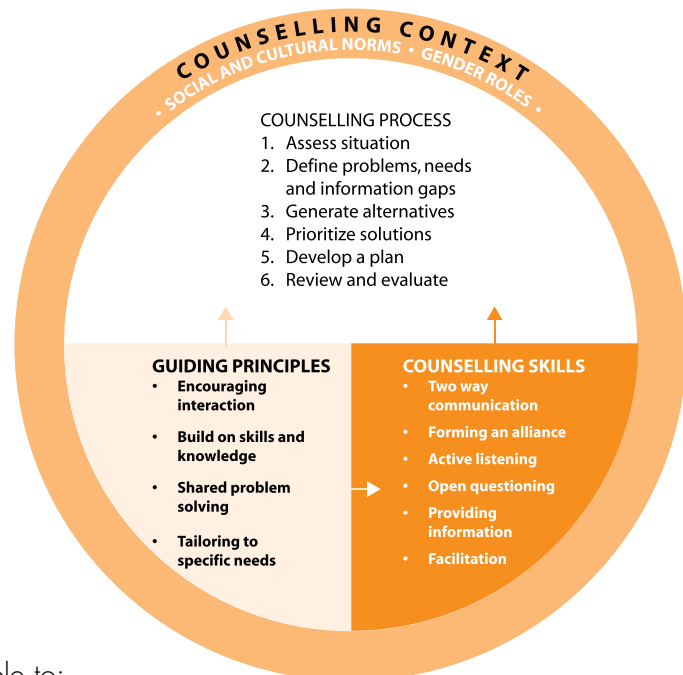 COUNSELLING CONTEXT
• SOCIAL AND CULTURAL NORMS • GENDER ROLES •
COUNSELLING PROCESS
1. Assess situation
2. Define problems, needs
and information gaps
3. Generate alternatives
4. Prioritize solutions
5. Develop a plan
6. Review and evaluate
GUIDING PRINCIPLES
• Encouraging
interaction
• Build on skills and
knowledge
• Shared problem
solving
• Tailoring to
specific needs
COUNSELLING SKILLS
• Two way
communication
• Forming an alliance
• Active listening
• Open questioning
• Providing
information
• Facilitation
to: